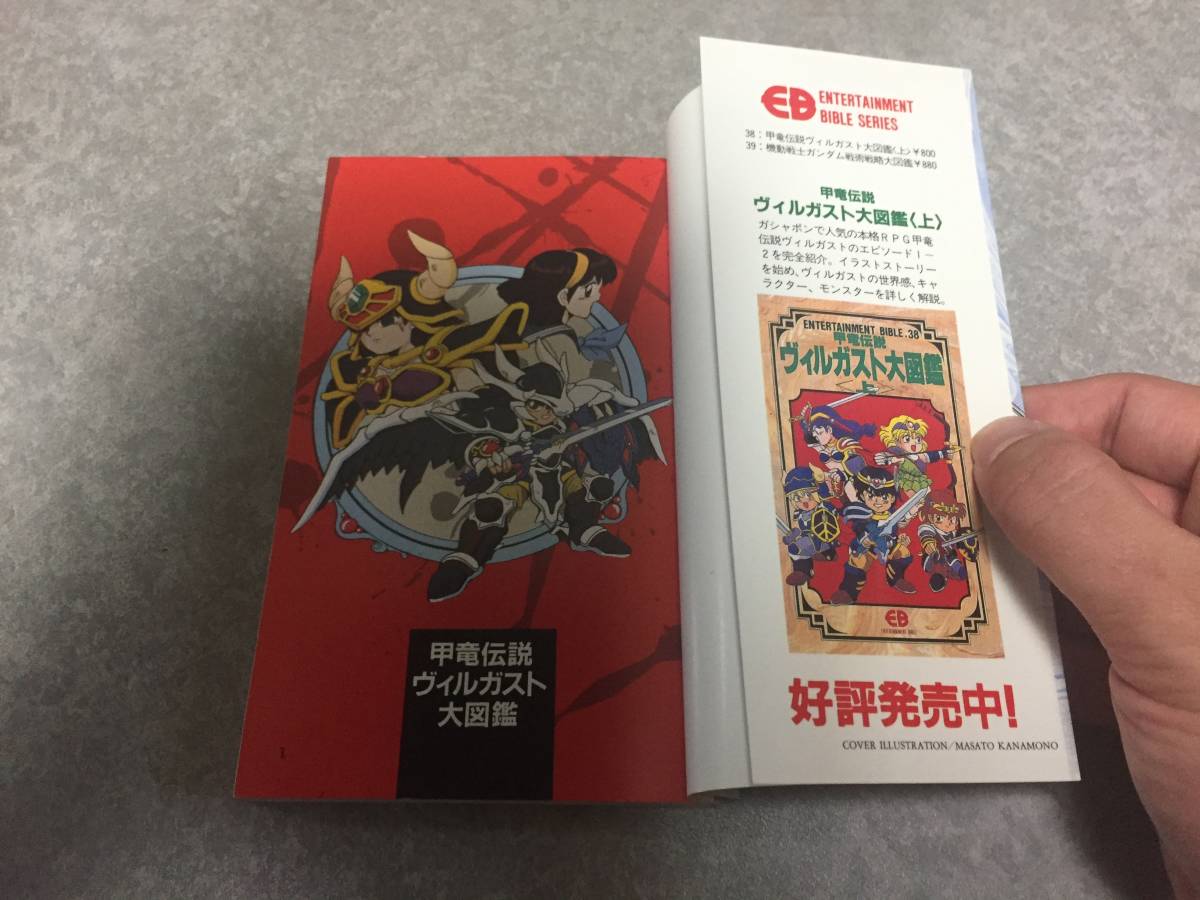 甲竜伝説
ヴィルガスト
大図鑑
1
EB ENTERTAINMENT
BIBLE SERIES
38：甲竜伝説ヴィルガスト大図鑑〈上〉¥800
39：機動戦士ガンダム戦術戦略大図鑑¥880
甲竜伝説
ヴィルガスト大図鑑〈上〉
ガシャポンで人気の本格RPG甲竜
伝説ヴィルガストのエピソード1−
2を完全紹介。イラストストーリー
を始め、ヴィルガストの世界感、キャ
ラクター、モンスターを詳しく解説。
ENTERTAINMENT BIBLE.38
甲竜伝説
ヴィルガスト大図鑑
＜上＞
EB
好評発売中!
COVER ILLUSTRATION/MASATO KANAMONO